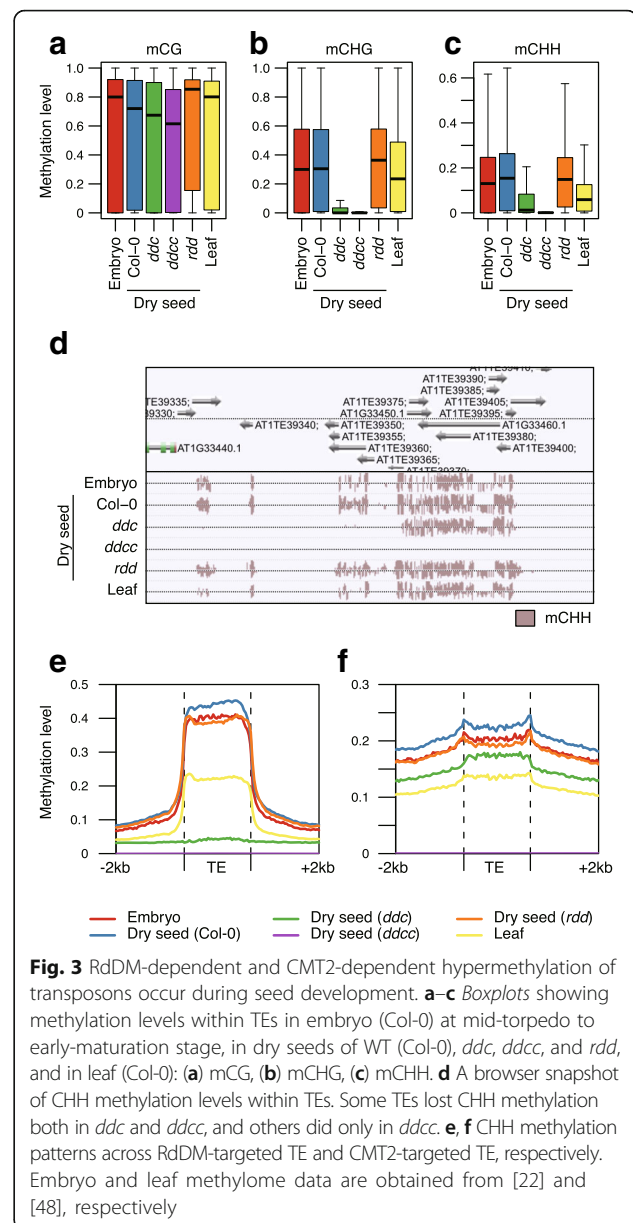 a
b
c
mCG
mCHG
mCHH
Methylation level
1.0
0.8
0.6
0.4
0.2
0
1.0
0.8
0.6
0.4
0.2
0
0.6
0.4
0.2
0
Embryo
Col–0
ddc
ddcc
rdd
Leaf
Dry seed
Embryo
Col–0
ddc
ddcc
rdd
Leaf
Dry seed
Embryo
Col–0
ddc
ddcc
rdd
Leaf
Dry seed
d
AT1TE39390;
AT1TE39385;
TE39335;
AT1TE39375;
AT1TE39405;
39330;
AT1G33450.1
AT1TE39395;
AT1TE39340;
AT1TE39350;
AT1G33460.1
AT1TE39355;
AT1TE39380;
AT1G33440.1
AT1TE39360;
AT1TE39400;
AT1TE39365;
Embryo
Col–0
ddc
ddcc
rdd
Leaf
Dry seed
mCHH
e
f
Methylation level
0.5
0.4
0.3
0.2
0.1
0
-2kb
TE
+2kb
0.3
0.2
0.1
0
-2kb
TE
+2kb
Embryo
Dry seed (ddc)
Dry seed (rdd)
Dry seed (Col-0)
Dry seed (ddcc)
Leaf
Fig. 3 RdDM-dependent and CMT2-dependent hypermethylation of
transposons occur during seed development. a–c Boxplots showing
methylation levels within TEs in embryo (Col-0) at mid-torpedo to
early-maturation stage, in dry seeds of WT (Col-0), ddc, ddcc, and rdd,
and in leaf (Col-0): (a) mCG, (b) mCHG, (c) mCHH. d A browser snapshot
of CHH methylation levels within TEs. Some TEs lost CHH methylation
both in ddc and ddcc, and others did only in ddcc. e, f CHH methylation
patterns across RdDM-targeted TE and CMT2-targeted TE, respectively.
Embryo and leaf methylome data are obtained from [22] and
[48], respectively